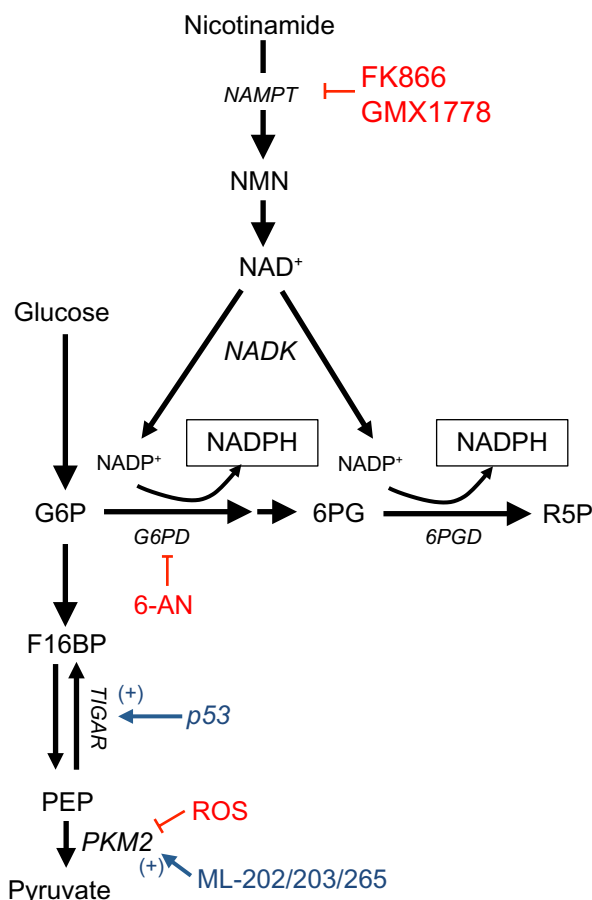 Nicotinamide
NAMPT
FK866
GMX1778
NMN
NAD⁺
Glucose
NADK
NADP⁺
NADPH
NADP⁺
NADPH
G6P
G6PD
6PG
6PGD
R5P
6-AN
F16BP
TIGAR
(+)
p53
PEP
ROS
PKM2
(+)
ML-202/203/265
Pyruvate